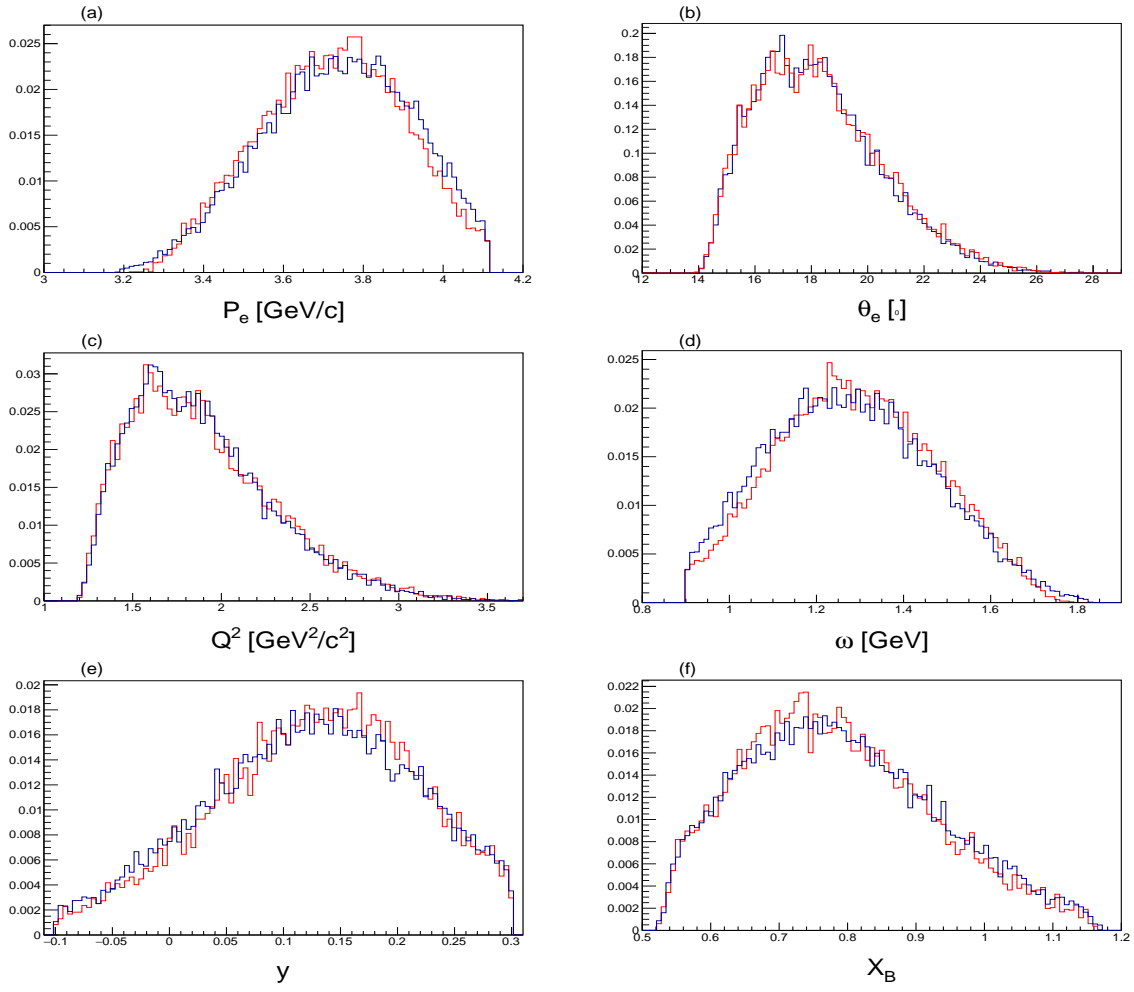 (a) (b)
0.025 0.02 0.015 0.01 0.005 0
3 3.2 3.4 3.6 3.8 4 4.2
P_e [GeV/c]
0.2 0.18 0.16 0.14 0.12 0.1 0.08 0.06 0.04 0.02 0
12 14 16 18 20 22 24 26 28
θ_e [°]
(c) (d)
0.03 0.025 0.02 0.015 0.01 0.005 0
1 1.5 2 2.5 3 3.5
Q² [GeV²/c²]
0.025 0.02 0.015 0.01 0.005 0
0.8 1 1.2 1.4 1.6 1.8
ω [GeV]
(e) (f)
0.02 0.018 0.016 0.014 0.012 0.01 0.008 0.006 0.004 0.002 0
−0.1 −0.05 0 0.05 0.1 0.15 0.2 0.25 0.3
y
0.022 0.02 0.018 0.016 0.014 0.012 0.01 0.008 0.006 0.004 0.002 0
0.5 0.6 0.7 0.8 0.9 1 1.1 1.2
X_B